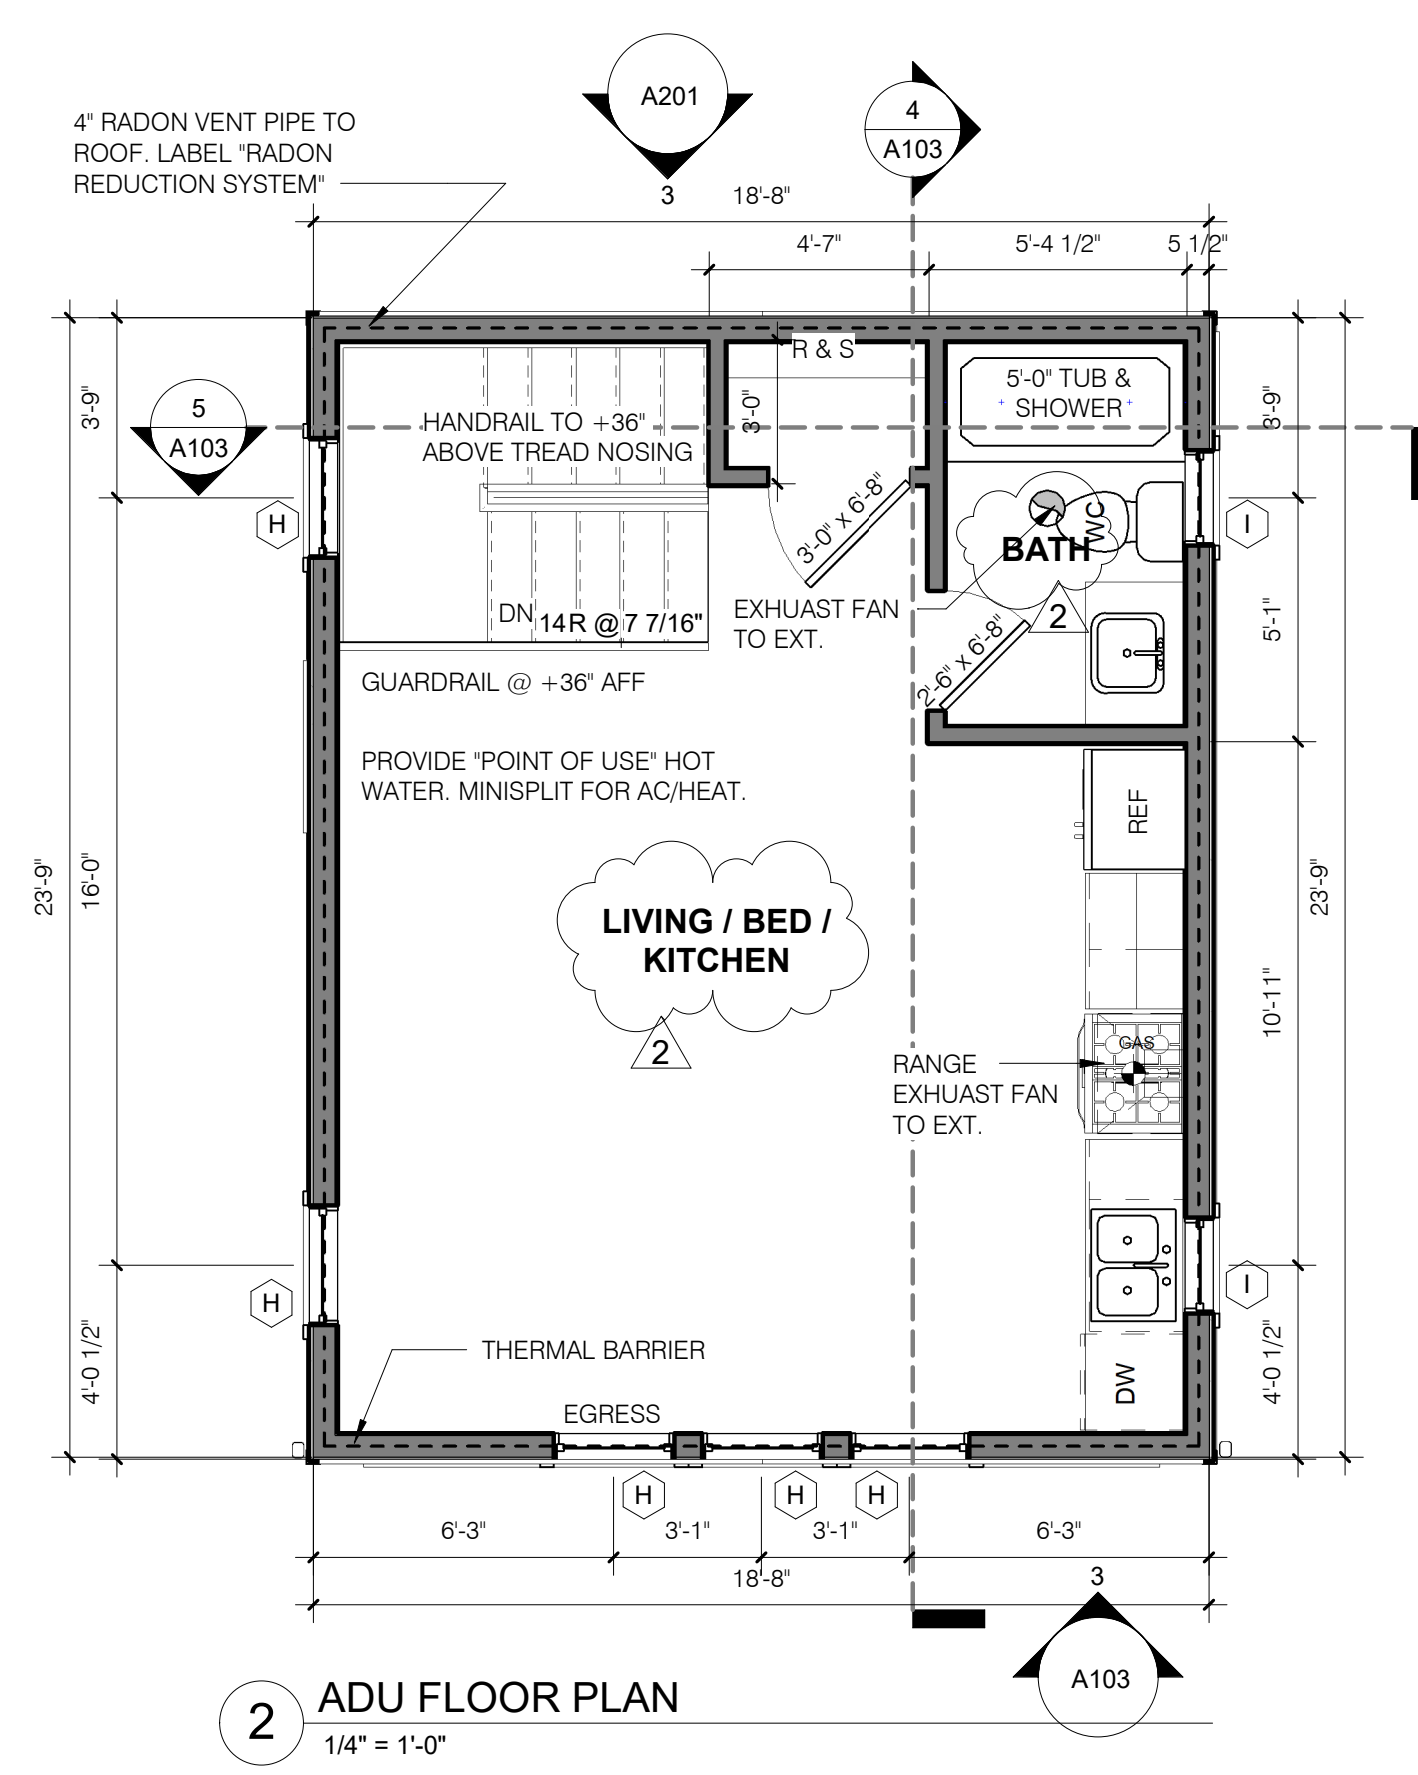 A201
3
4
A103
4" RADON VENT PIPE TO
ROOF. LABEL "RADON
REDUCTION SYSTEM"
18'-8"
4'-7"
5'-4 1/2"
5 1/2"
R & S
5'-0" TUB &
SHOWER
3'-9"
3'-0"
3'-9"
5
A103
HANDRAIL TO +36"
ABOVE TREAD NOSING
H
3'-0" x 6'-8"
WC
I
BATH
2
DN
14R @ 7 7/16"
EXHUAST FAN
TO EXT.
2'-6" x 6'-8"
5'-1"
GUARDRAIL @ +36" AFF
PROVIDE "POINT OF USE" HOT
WATER. MINISPLIT FOR AC/HEAT.
REF
23'-9"
16'-0"
23'-9"
LIVING / BED /
KITCHEN
2
10'-11"
GAS
RANGE
EXHUAST FAN
TO EXT.
H
I
THERMAL BARRIER
4'-0 1/2"
4'-0 1/2"
DW
EGRESS
H
H
H
6'-3"
3'-1"
3'-1"
6'-3"
18'-8"
3
A103
2
ADU FLOOR PLAN
1/4" = 1'-0"